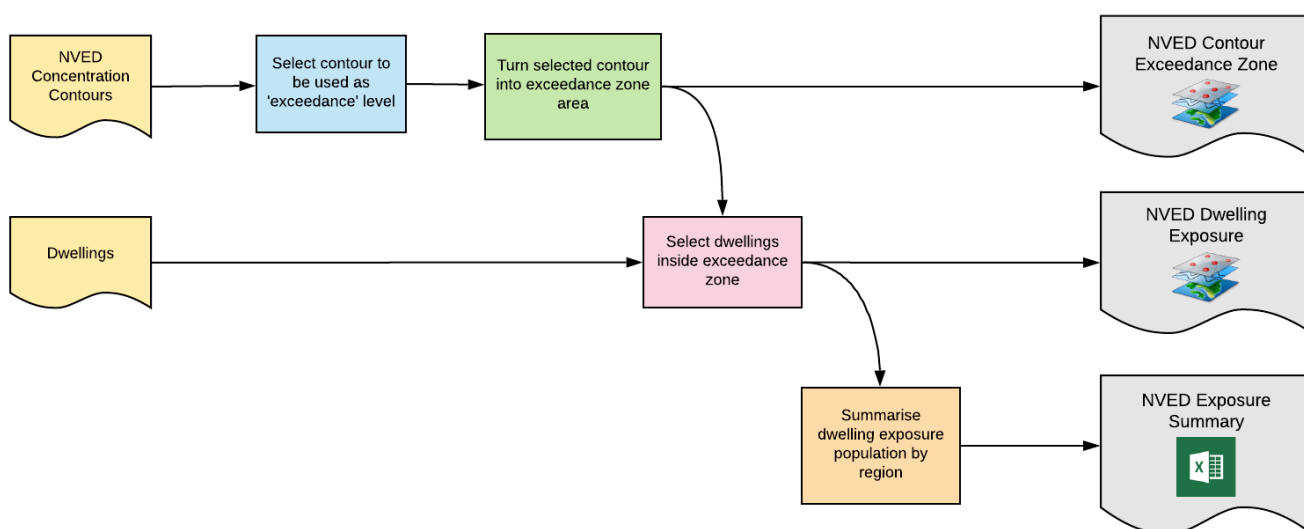 NVED
Concentration
Contours
Select contour to
be used as
'exceedance' level
Turn selected contour
into exceedance zone
area
NVED Contour
Exceedance Zone
Dwellings
Select dwellings
inside exceedance
zone
NVED Dwelling
Exposure
Summarise
dwelling exposure
population by
region
NVED Exposure
Summary
X